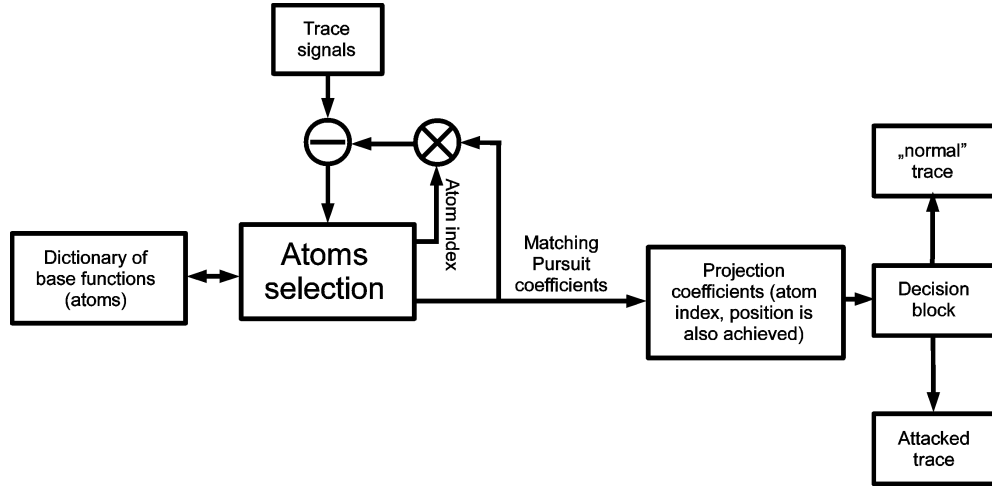 Trace
signals
„normal”
trace
Atom index
Dictionary of
base functions
(atoms)
Atoms
selection
Matching
Pursuit
coefficients
Projection
coefficients (atom
index, position is
also achieved)
Decision
block
Attacked
trace